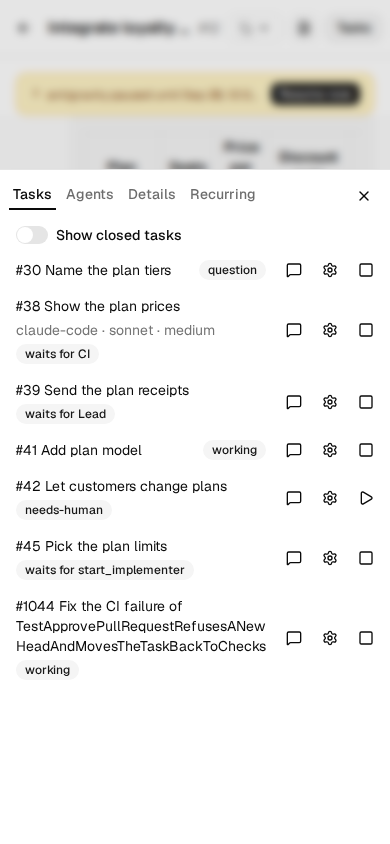 Tasks
Tasks Agents Details Recurring
Show closed tasks
#30 Name the plan tiers question
#38 Show the plan prices
claude-code · sonnet · medium
waits for CI
#39 Send the plan receipts
waits for Lead
#41 Add plan model working
#42 Let customers change plans
needs-human
#45 Pick the plan limits
waits for start_implementer
#1044 Fix the CI failure of
TestApprovePullRequestRefusesANew
HeadAndMovesTheTaskBackToChecks
working